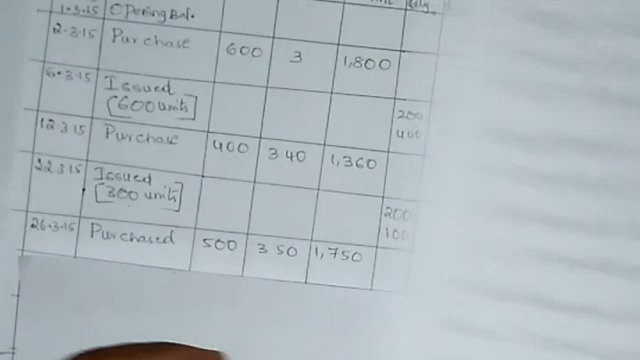 1.3.15 Opening Bal. Qty.
2.3.15 Purchase 600 3 1,800
6.3.15 Issued 200
[600 units] 400
12.3.15 Purchase 400 3 40 1,360
22.3.15 Issued 200
[300 units] 100
26.3.15 Purchased 500 3 50 1,750